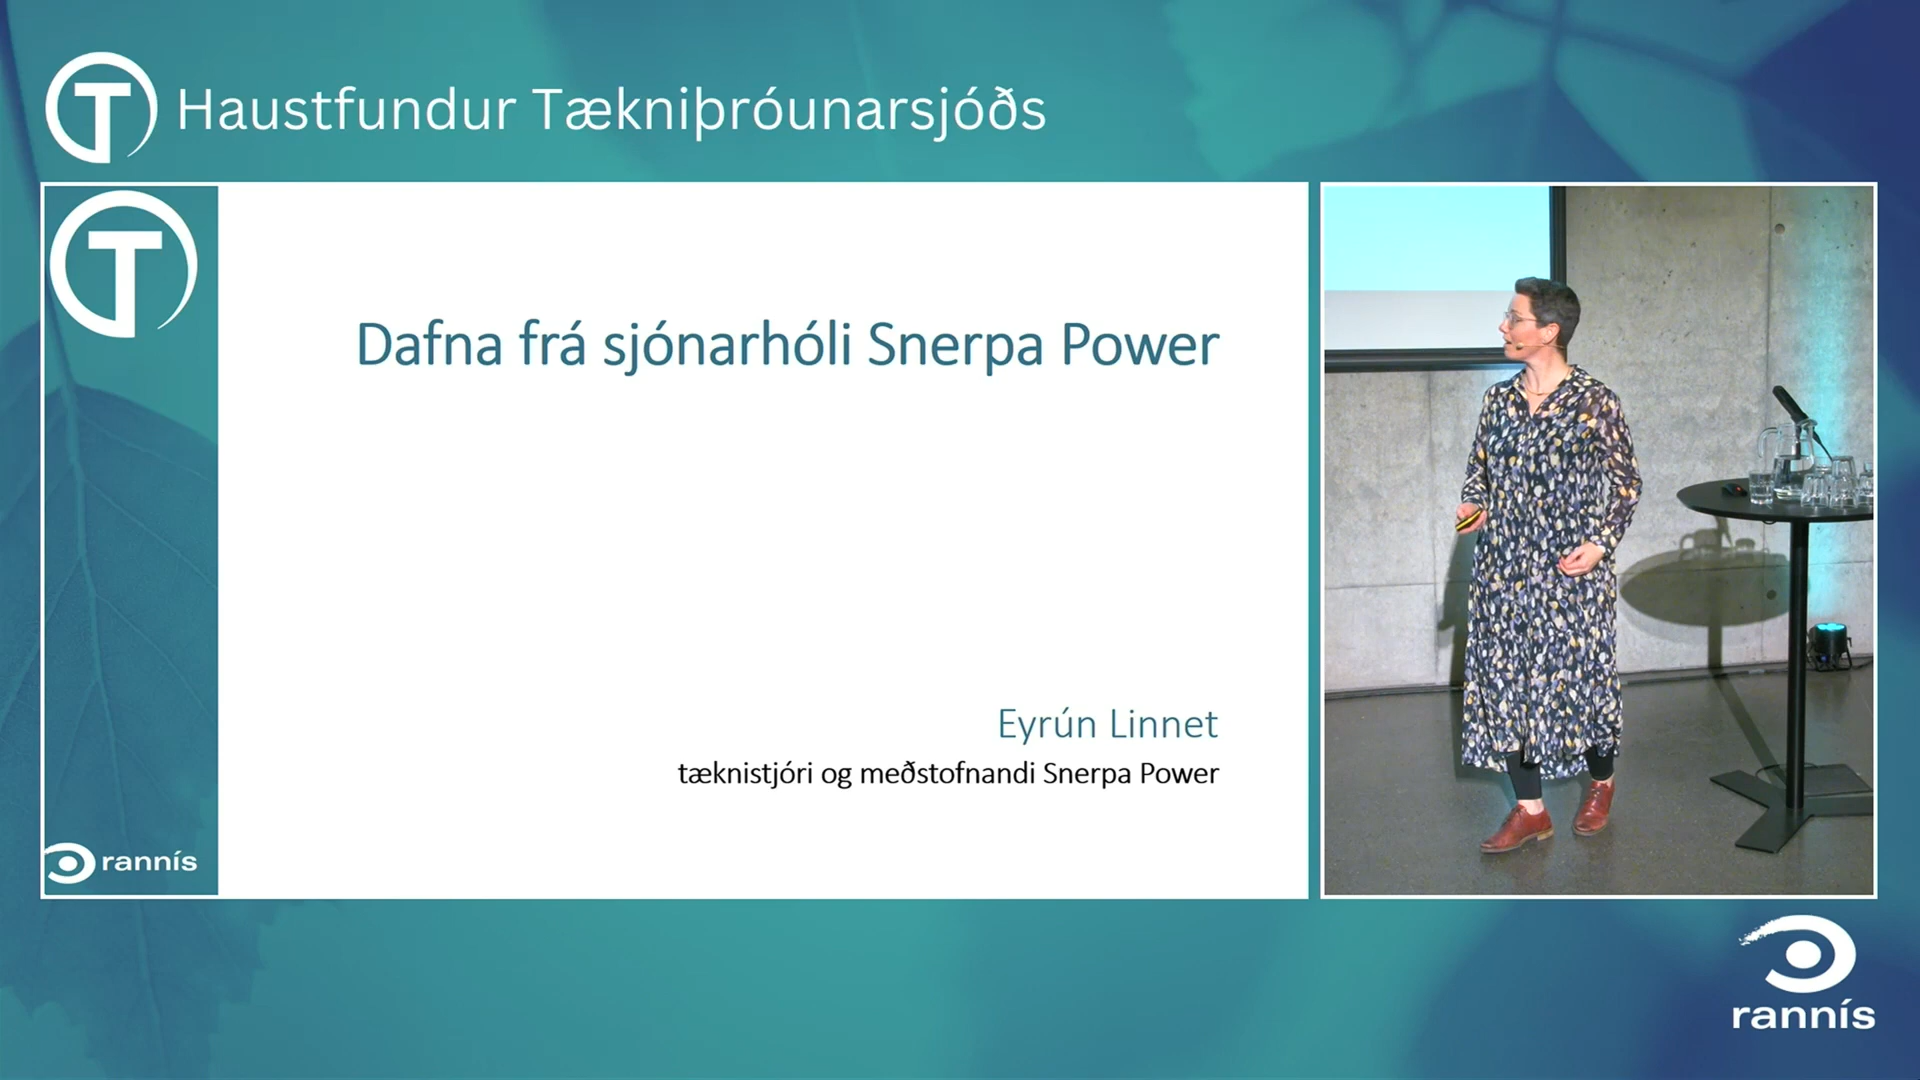 Haustfundur Tækniþróunarsjóðs
Dafna frá sjónarhóli Snerpa Power
Eyrún Linnet
tæknistjóri og meðstofnandi Snerpa Power
rannís
rannís